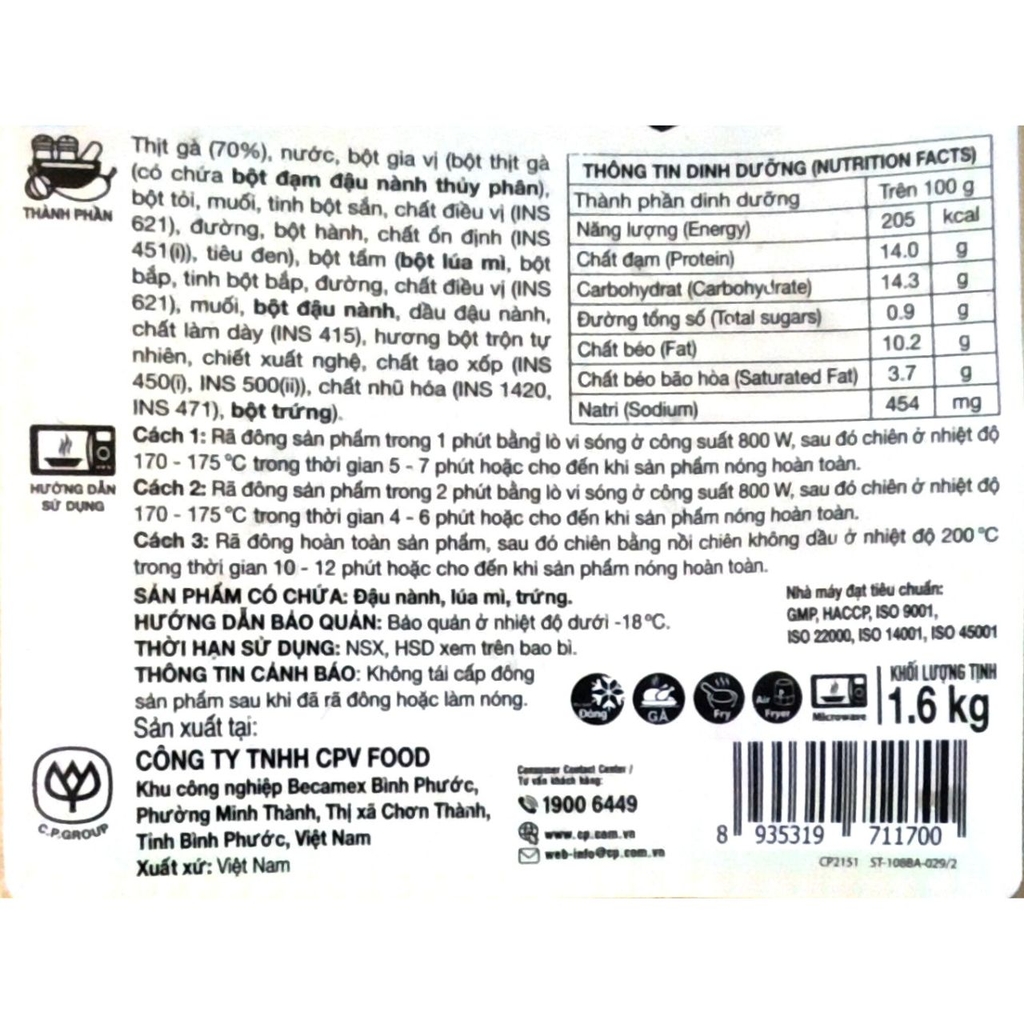 THÀNH PHẦN
Thịt gà (70%), nước, bột gia vị (bột thịt gà
(có chứa bột đạm đậu nành thủy phân),
bột tỏi, muối, tinh bột sắn, chất điều vị (INS
621), đường, bột hành, chất ổn định (INS
451(i)), tiêu đen), bột tẩm (bột lúa mì, bột
bắp, tinh bột bắp, đường, chất điều vị (INS
621), muối, bột đậu nành, dầu đậu nành,
chất làm dày (INS 415), hương bột trộn tự
nhiên, chiết xuất nghệ, chất tạo xốp (INS
450(i), INS 500(ii)), chất nhũ hóa (INS 1420,
INS 471), bột trứng).
THÔNG TIN DINH DƯỠNG (NUTRITION FACTS)
Thành phần dinh dưỡng Trên 100 g
Năng lượng (Energy) 205 kcal
Chất đạm (Protein) 14.0 g
Carbohydrat (Carbohydrate) 14.3 g
Đường tổng số (Total sugars) 0.9 g
Chất béo (Fat) 10.2 g
Chất béo bão hòa (Saturated Fat) 3.7 g
Natri (Sodium) 454 mg
HƯỚNG DẪN
SỬ DỤNG
Cách 1: Rã đông sản phẩm trong 1 phút bằng lò vi sóng ở công suất 800 W, sau đó chiên ở nhiệt độ
170 - 175 °C trong thời gian 5 - 7 phút hoặc cho đến khi sản phẩm nóng hoàn toàn.
Cách 2: Rã đông sản phẩm trong 2 phút bằng lò vi sóng ở công suất 800 W, sau đó chiên ở nhiệt độ
170 - 175 °C trong thời gian 4 - 6 phút hoặc cho đến khi sản phẩm nóng hoàn toàn.
Cách 3: Rã đông hoàn toàn sản phẩm, sau đó chiên bằng nồi chiên không dầu ở nhiệt độ 200 °C
trong thời gian 10 - 12 phút hoặc cho đến khi sản phẩm nóng hoàn toàn.
SẢN PHẨM CÓ CHỨA: Đậu nành, lúa mì, trứng.
HƯỚNG DẪN BẢO QUẢN: Bảo quản ở nhiệt độ dưới -18 °C.
THỜI HẠN SỬ DỤNG: NSX, HSD xem trên bao bì.
THÔNG TIN CẢNH BÁO: Không tái cấp đông
sản phẩm sau khi đã rã đông hoặc làm nóng.
Nhà máy đạt tiêu chuẩn:
GMP, HACCP, ISO 9001,
ISO 22000, ISO 14001, ISO 45001
Đông
GÀ
Fry
Air
Fryer
Microwave
KHỐI LƯỢNG TỊNH
1.6 kg
Sản xuất tại:
CÔNG TY TNHH CPV FOOD
Khu công nghiệp Becamex Bình Phước,
Phường Minh Thành, Thị xã Chơn Thành,
Tỉnh Bình Phước, Việt Nam
Xuất xứ: Việt Nam
C.P.GROUP
Consumer Contact Center /
Tư vấn khách hàng:
1900 6449
www.cp.com.vn
web-info@cp.com.vn
8 935319 711700
CP2151 ST-108BA-029/2